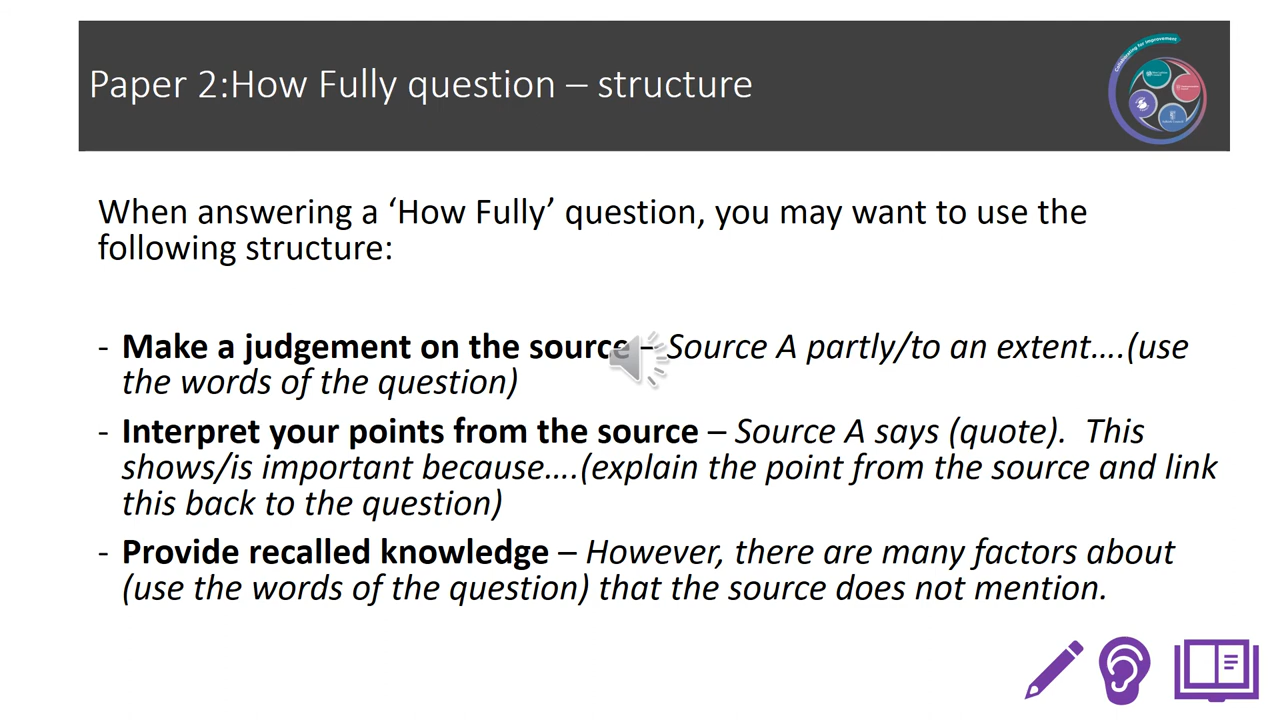 Paper 2:How Fully question – structure
Collaborating for improvement
When answering a ‘How Fully’ question, you may want to use the
following structure:
- Make a judgement on the source – Source A partly/to an extent….(use
the words of the question)
- Interpret your points from the source – Source A says (quote).  This
shows/is important because….(explain the point from the source and link
this back to the question)
- Provide recalled knowledge – However, there are many factors about
(use the words of the question) that the source does not mention.